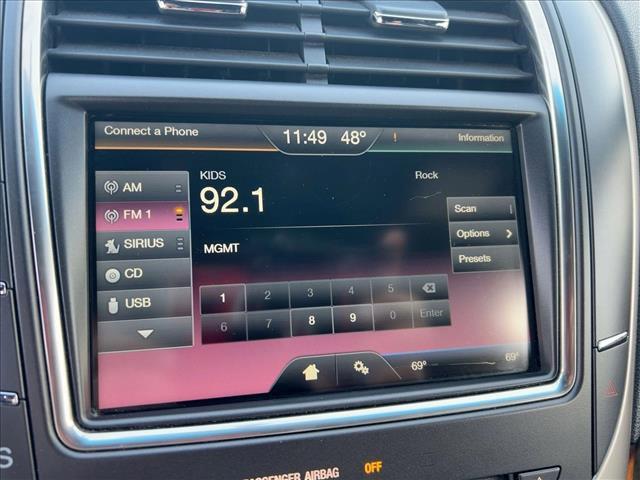 Connect a Phone 11:49 48° ! Information
KIDS Rock
92.1
MGMT
AM
FM 1
SIRIUS
CD
USB
Scan
Options >
Presets
1 2 3 4 5
6 7 8 9 0 Enter
69° 69°
PASSENGER AIRBAG OFF
S